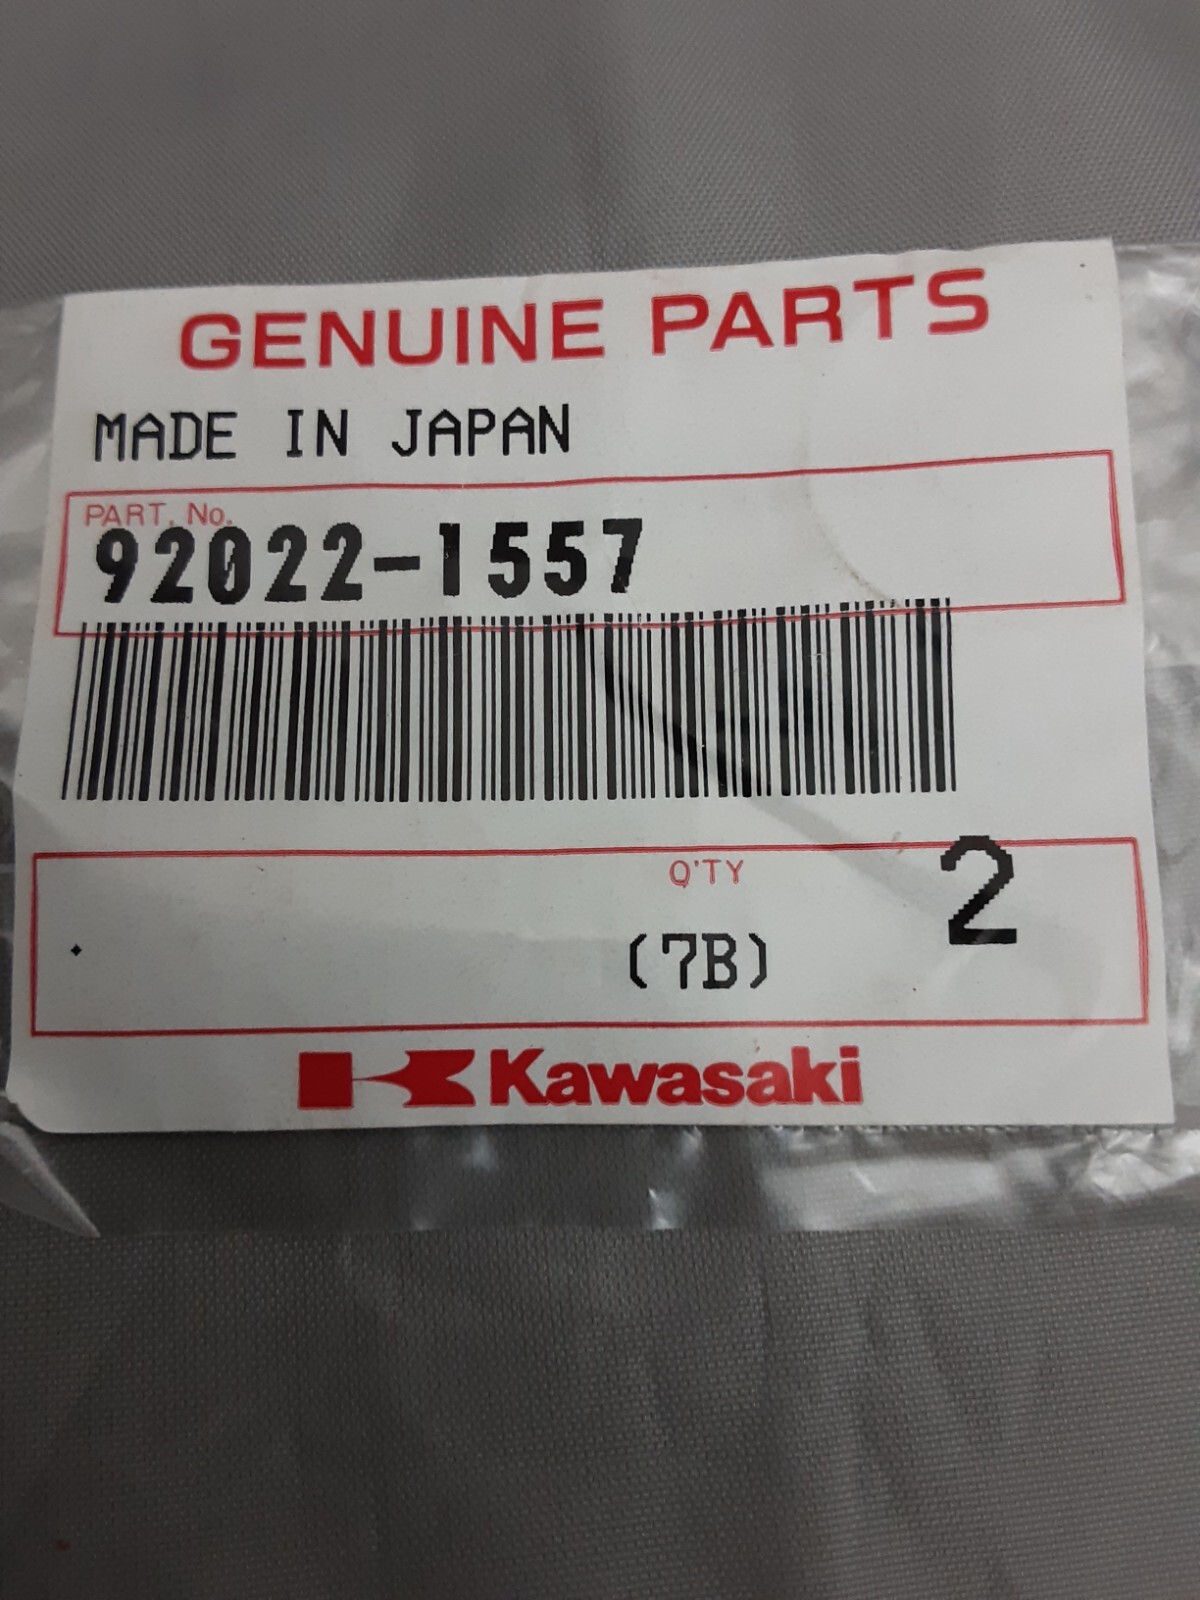 GENUINE PARTS
MADE IN JAPAN
PART. No.
92022-1557
Q'TY
2
(7B)
Kawasaki